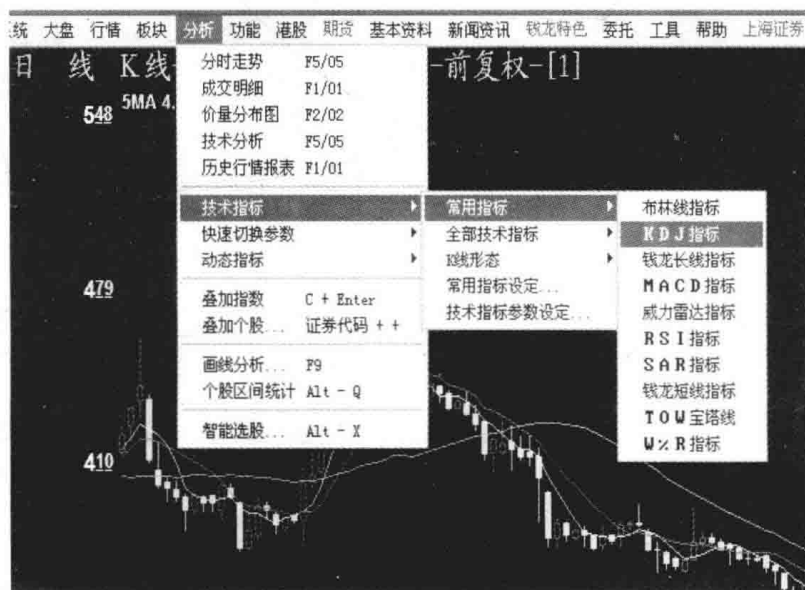 统 大盘 行情 板块 分析 功能 港股 期货 基本资料 新闻资讯 钱龙特色 委托 工具 帮助 上海证券
日 线 K线- -前复权-[1]
5MA 4.
548
479
410
分时走势 F5/05
成交明细 F1/01
价量分布图 F2/02
技术分析 F5/05
历史行情报表 F1/01
技术指标
快速切换参数
动态指标
叠加指数 C + Enter
叠加个股... 证券代码 + +
画线分析... F9
个股区间统计 Alt - Q
智能选股... Alt - X
常用指标
全部技术指标
K线形态
常用指标设定...
技术指标参数设定...
布林线指标
KDJ指标
钱龙长线指标
MACD指标
威力雷达指标
RSI指标
SAR指标
钱龙短线指标
TOW宝塔线
W%R指标